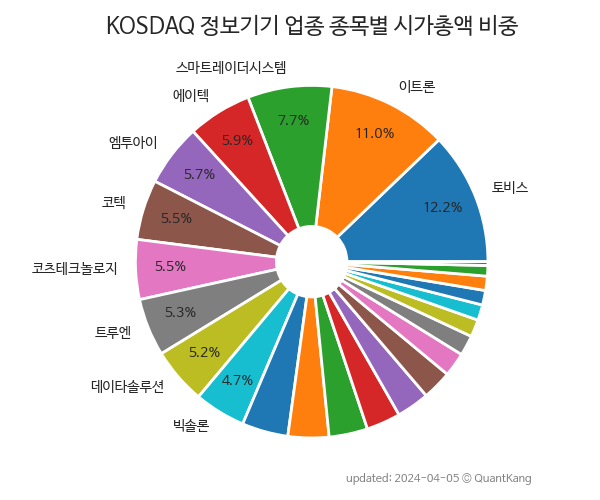 KOSDAQ 정보기기 업종 종목별 시가총액 비중
스마트레이더시스템
이트론
에이텍
7.7%
11.0%
5.9%
엠투아이
5.7%
토비스
12.2%
코텍
5.5%
코츠테크놀로지
5.5%
트루엔
5.3%
5.2%
데이타솔루션
4.7%
빅솔론
updated: 2024-04-05 © QuantKang